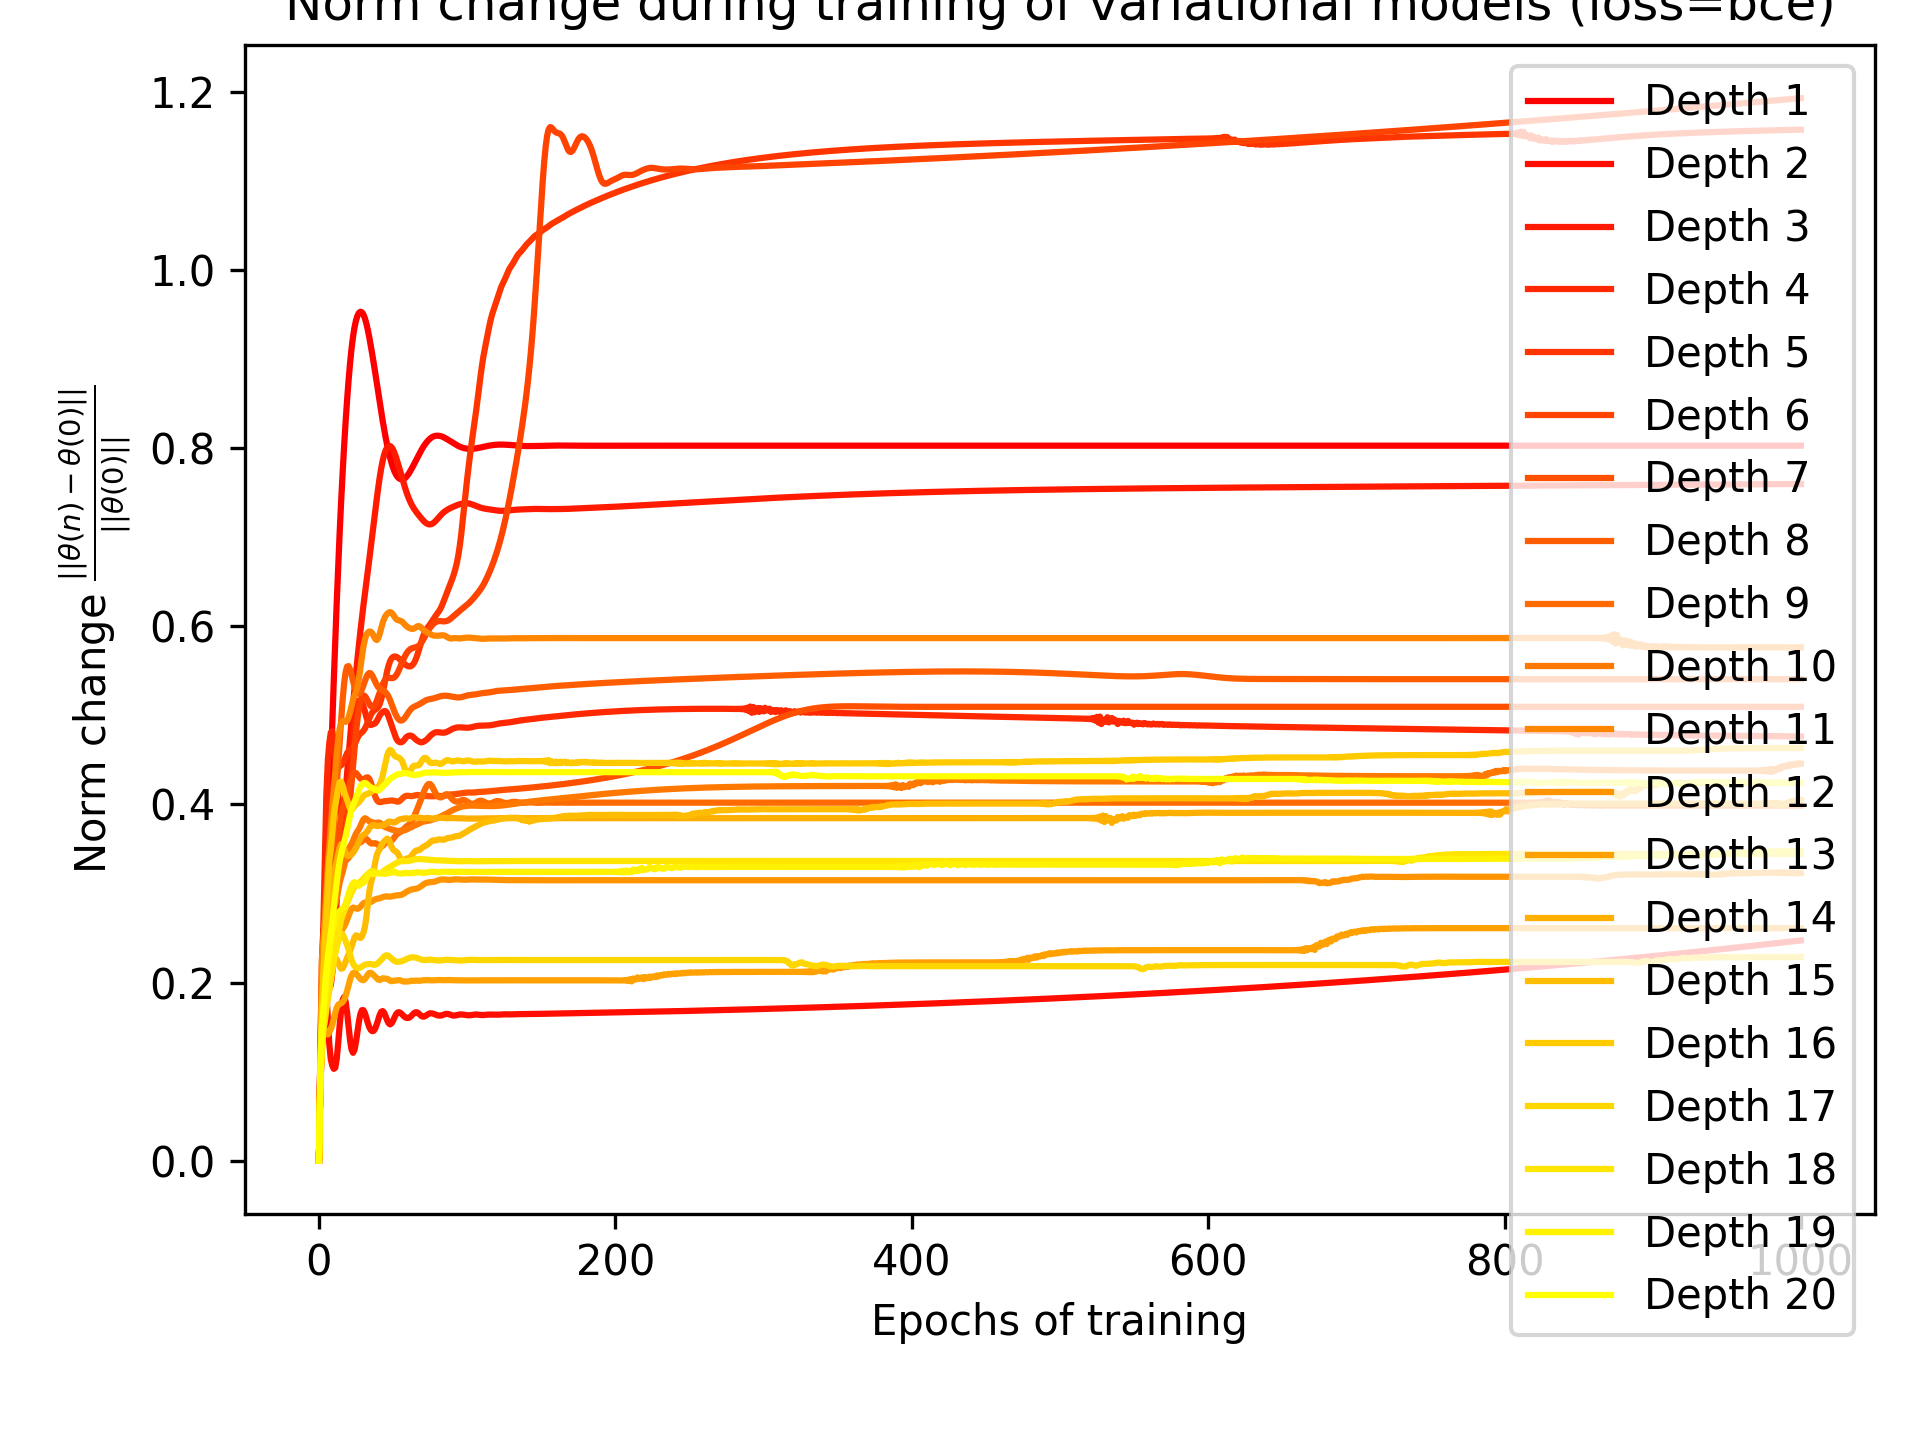 Norm change during training of variational models (loss=bce)
1.2
1.0
0.8
0.6
0.4
0.2
0.0
Norm change ||θ(n) − θ(0)|| / ||θ(0)||
0 200 400 600 800 1000
Epochs of training
Depth 1
Depth 2
Depth 3
Depth 4
Depth 5
Depth 6
Depth 7
Depth 8
Depth 9
Depth 10
Depth 11
Depth 12
Depth 13
Depth 14
Depth 15
Depth 16
Depth 17
Depth 18
Depth 19
Depth 20